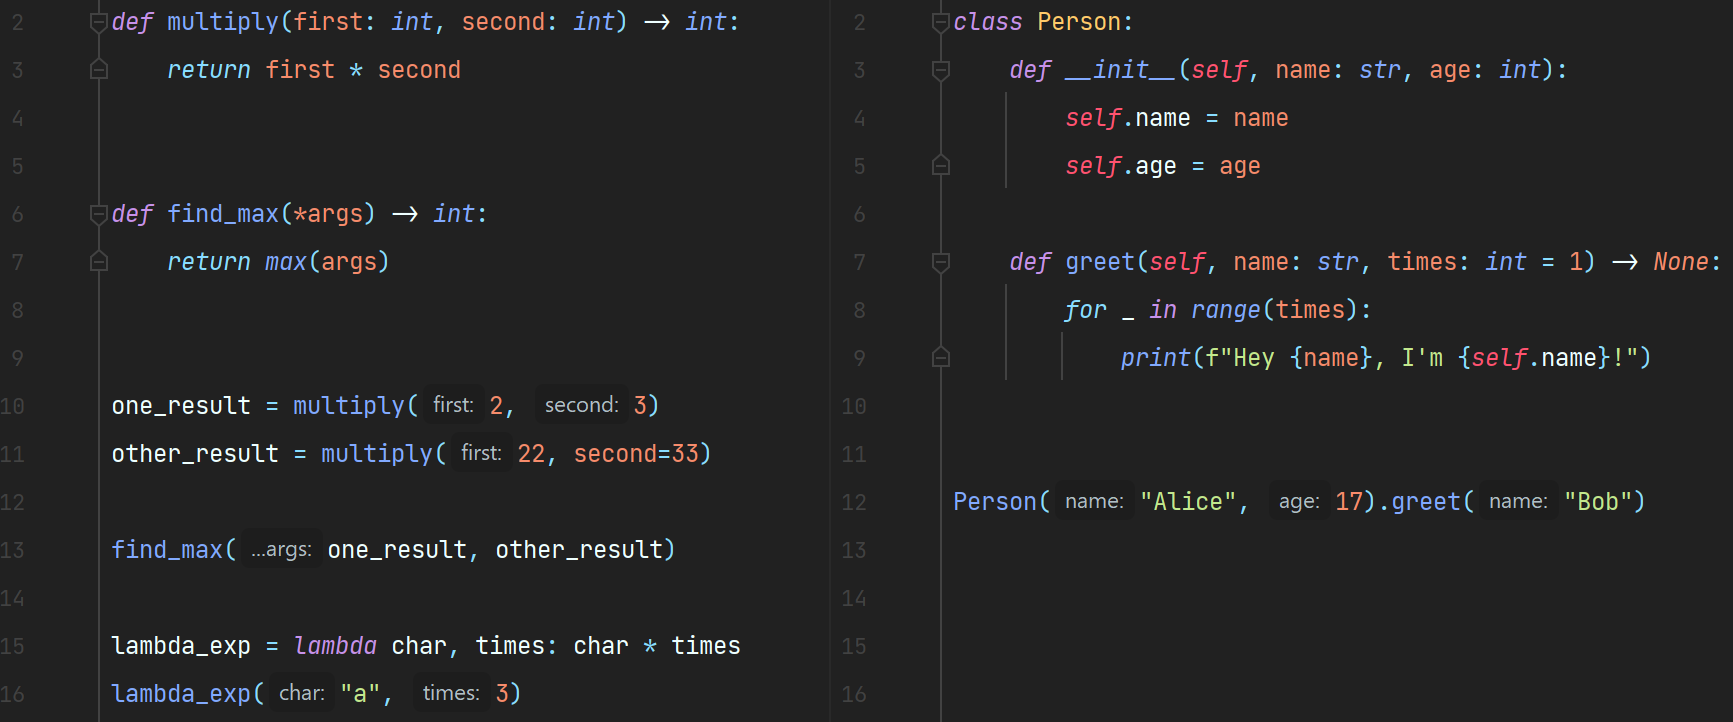 2 def multiply(first: int, second: int) -> int:
3     return first * second
4
5
6 def find_max(*args) -> int:
7     return max(args)
8
9
10 one_result = multiply( first: 2,  second: 3)
11 other_result = multiply( first: 22, second=33)
12
13 find_max( ...args: one_result, other_result)
14
15 lambda_exp = lambda char, times: char * times
16 lambda_exp( char: "a",  times: 3)
2 class Person:
3     def __init__(self, name: str, age: int):
4         self.name = name
5         self.age = age
6
7     def greet(self, name: str, times: int = 1) -> None:
8         for _ in range(times):
9             print(f"Hey {name}, I'm {self.name}!")
10
11
12 Person( name: "Alice",  age: 17).greet( name: "Bob")
13
14
15
16